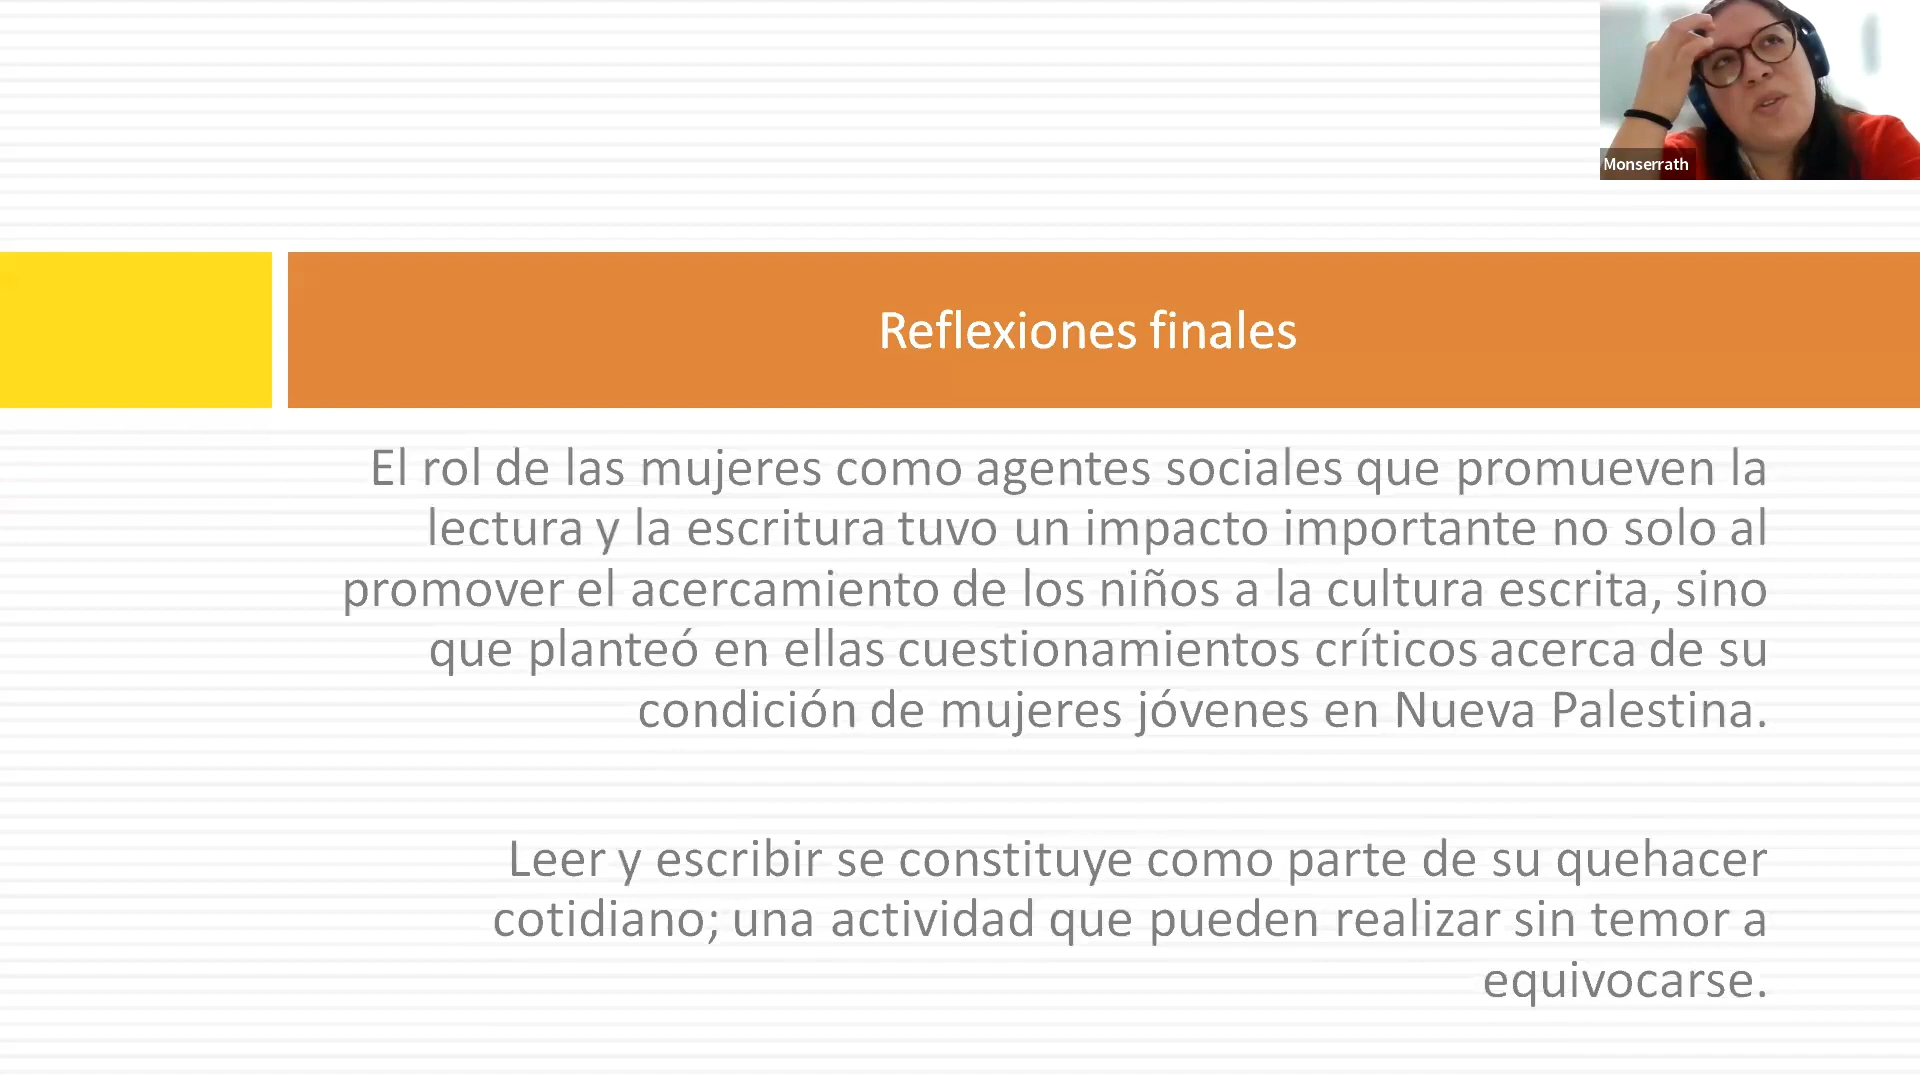 Monserrath
Reflexiones finales
El rol de las mujeres como agentes sociales que promueven la
lectura y la escritura tuvo un impacto importante no solo al
promover el acercamiento de los niños a la cultura escrita, sino
que planteó en ellas cuestionamientos críticos acerca de su
condición de mujeres jóvenes en Nueva Palestina.
Leer y escribir se constituye como parte de su quehacer
cotidiano; una actividad que pueden realizar sin temor a
equivocarse.